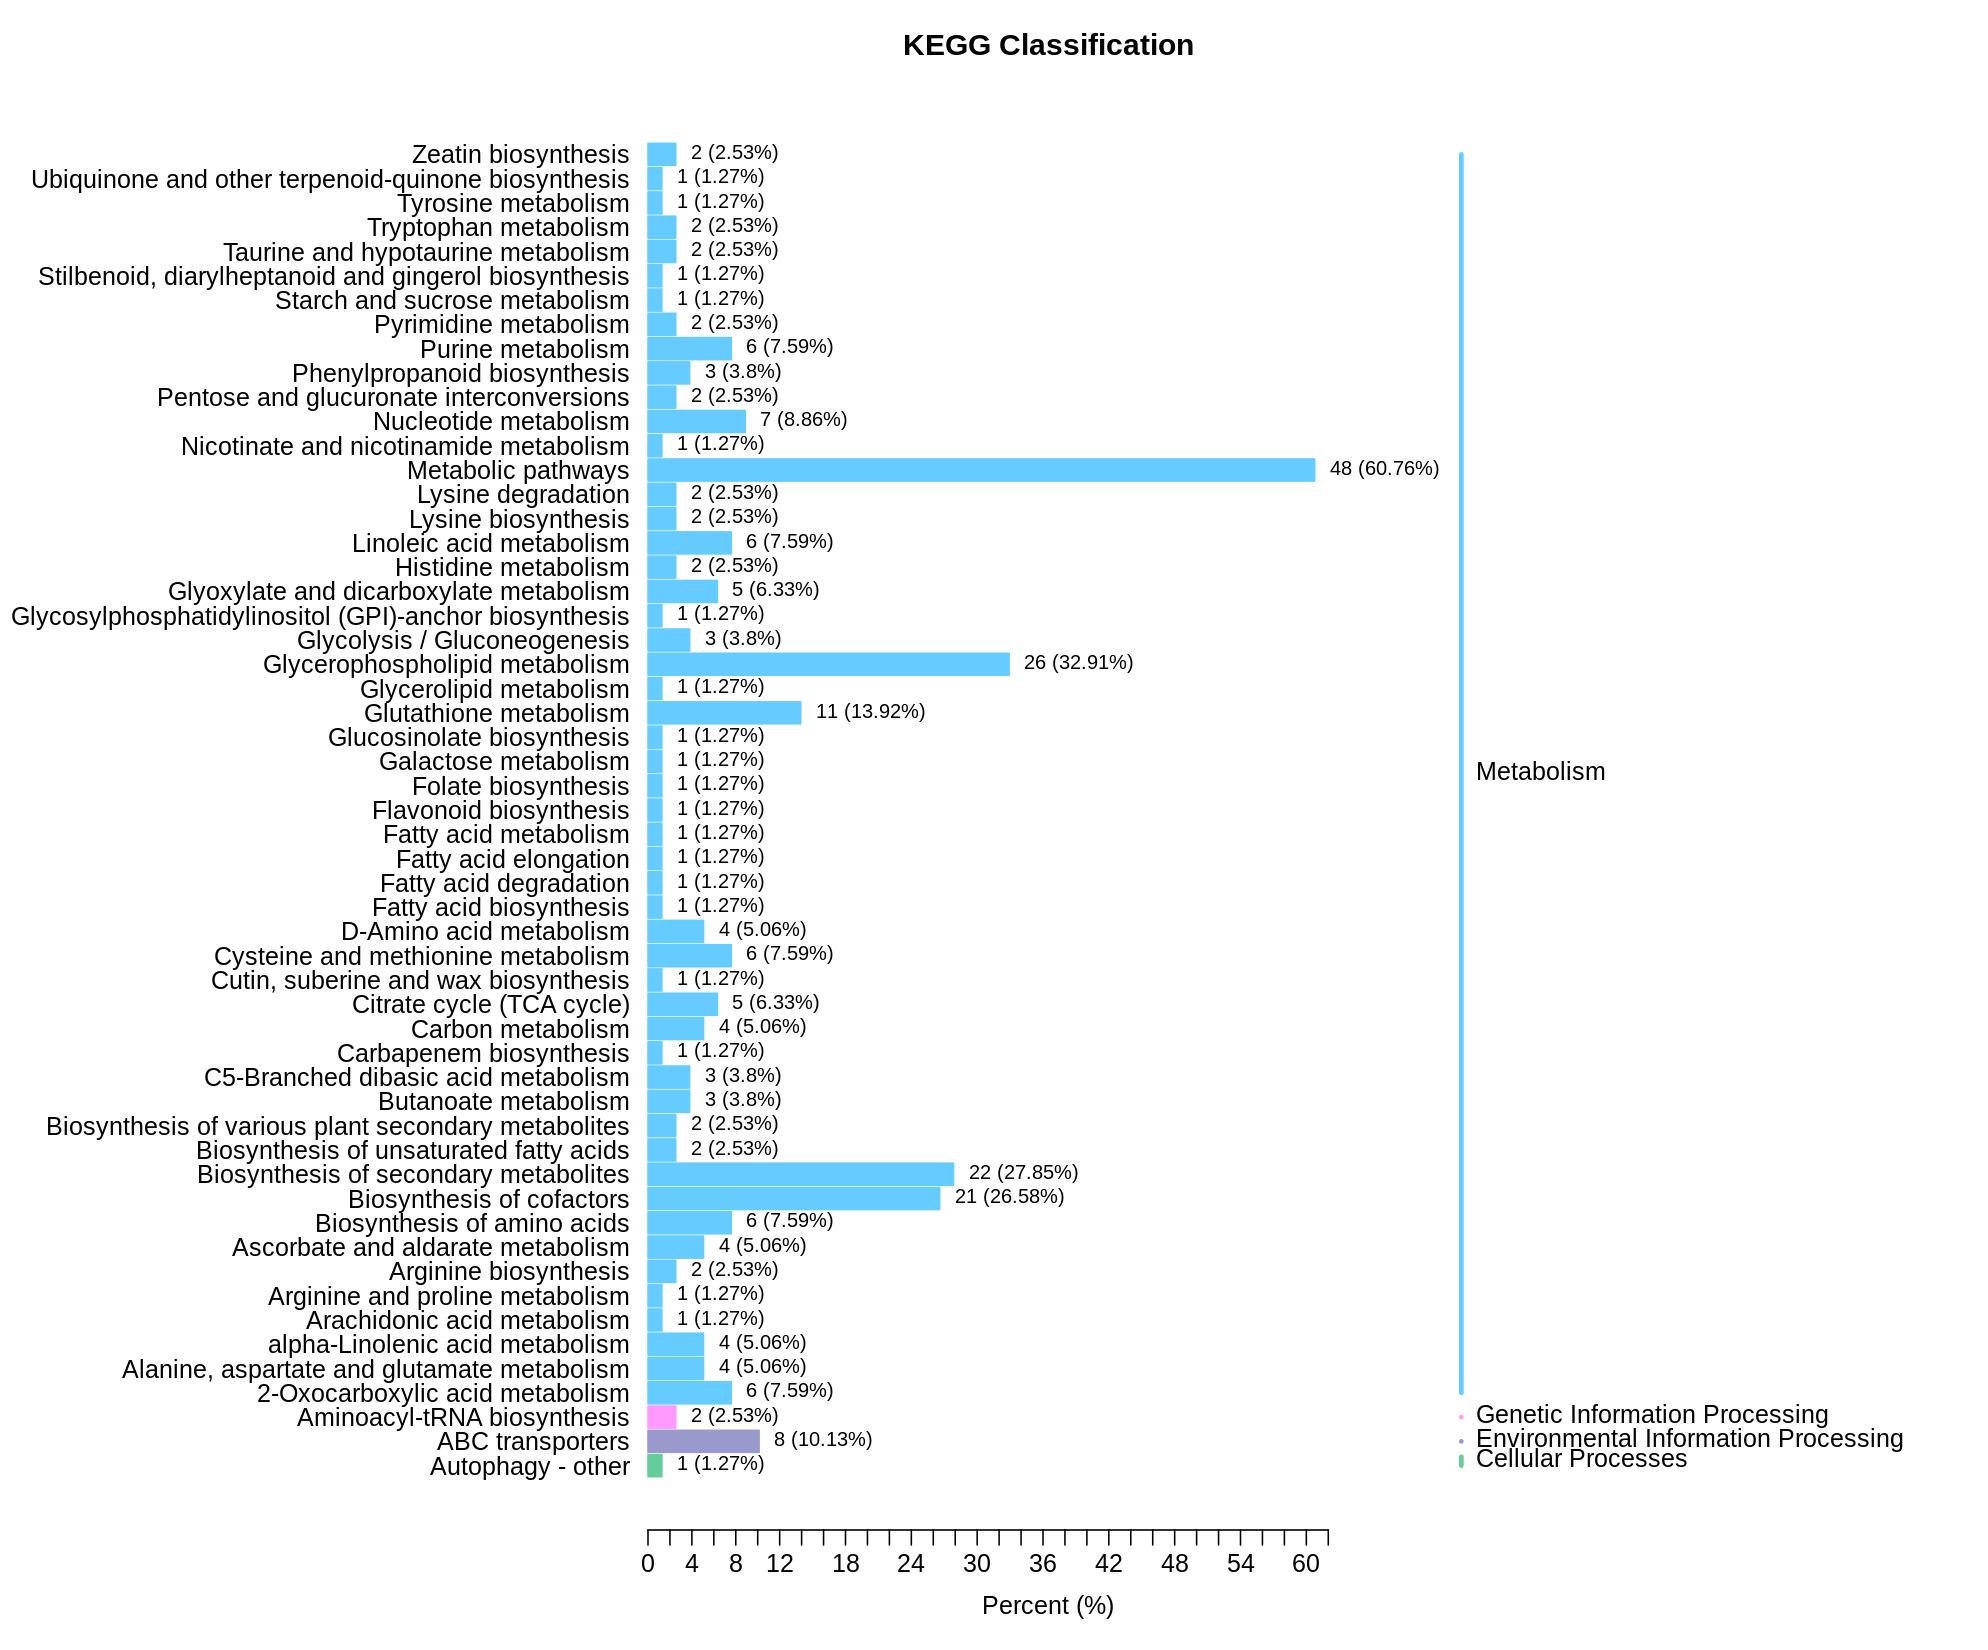 KEGG Classification
Zeatin biosynthesis 2 (2.53%)
Ubiquinone and other terpenoid-quinone biosynthesis 1 (1.27%)
Tyrosine metabolism 1 (1.27%)
Tryptophan metabolism 2 (2.53%)
Taurine and hypotaurine metabolism 2 (2.53%)
Stilbenoid, diarylheptanoid and gingerol biosynthesis 1 (1.27%)
Starch and sucrose metabolism 1 (1.27%)
Pyrimidine metabolism 2 (2.53%)
Purine metabolism 6 (7.59%)
Phenylpropanoid biosynthesis 3 (3.8%)
Pentose and glucuronate interconversions 2 (2.53%)
Nucleotide metabolism 7 (8.86%)
Nicotinate and nicotinamide metabolism 1 (1.27%)
Metabolic pathways 48 (60.76%)
Lysine degradation 2 (2.53%)
Lysine biosynthesis 2 (2.53%)
Linoleic acid metabolism 6 (7.59%)
Histidine metabolism 2 (2.53%)
Glyoxylate and dicarboxylate metabolism 5 (6.33%)
Glycosylphosphatidylinositol (GPI)-anchor biosynthesis 1 (1.27%)
Glycolysis / Gluconeogenesis 3 (3.8%)
Glycerophospholipid metabolism 26 (32.91%)
Glycerolipid metabolism 1 (1.27%)
Glutathione metabolism 11 (13.92%)
Glucosinolate biosynthesis 1 (1.27%)
Galactose metabolism 1 (1.27%)
Folate biosynthesis 1 (1.27%)
Flavonoid biosynthesis 1 (1.27%)
Fatty acid metabolism 1 (1.27%)
Fatty acid elongation 1 (1.27%)
Fatty acid degradation 1 (1.27%)
Fatty acid biosynthesis 1 (1.27%)
D-Amino acid metabolism 4 (5.06%)
Cysteine and methionine metabolism 6 (7.59%)
Cutin, suberine and wax biosynthesis 1 (1.27%)
Citrate cycle (TCA cycle) 5 (6.33%)
Carbon metabolism 4 (5.06%)
Carbapenem biosynthesis 1 (1.27%)
C5-Branched dibasic acid metabolism 3 (3.8%)
Butanoate metabolism 3 (3.8%)
Biosynthesis of various plant secondary metabolites 2 (2.53%)
Biosynthesis of unsaturated fatty acids 2 (2.53%)
Biosynthesis of secondary metabolites 22 (27.85%)
Biosynthesis of cofactors 21 (26.58%)
Biosynthesis of amino acids 6 (7.59%)
Ascorbate and aldarate metabolism 4 (5.06%)
Arginine biosynthesis 2 (2.53%)
Arginine and proline metabolism 1 (1.27%)
Arachidonic acid metabolism 1 (1.27%)
alpha-Linolenic acid metabolism 4 (5.06%)
Alanine, aspartate and glutamate metabolism 4 (5.06%)
2-Oxocarboxylic acid metabolism 6 (7.59%)
Aminoacyl-tRNA biosynthesis 2 (2.53%)
ABC transporters 8 (10.13%)
Autophagy - other 1 (1.27%)
Metabolism
Genetic Information Processing
Environmental Information Processing
Cellular Processes
0 4 8 12 18 24 30 36 42 48 54 60
Percent (%)